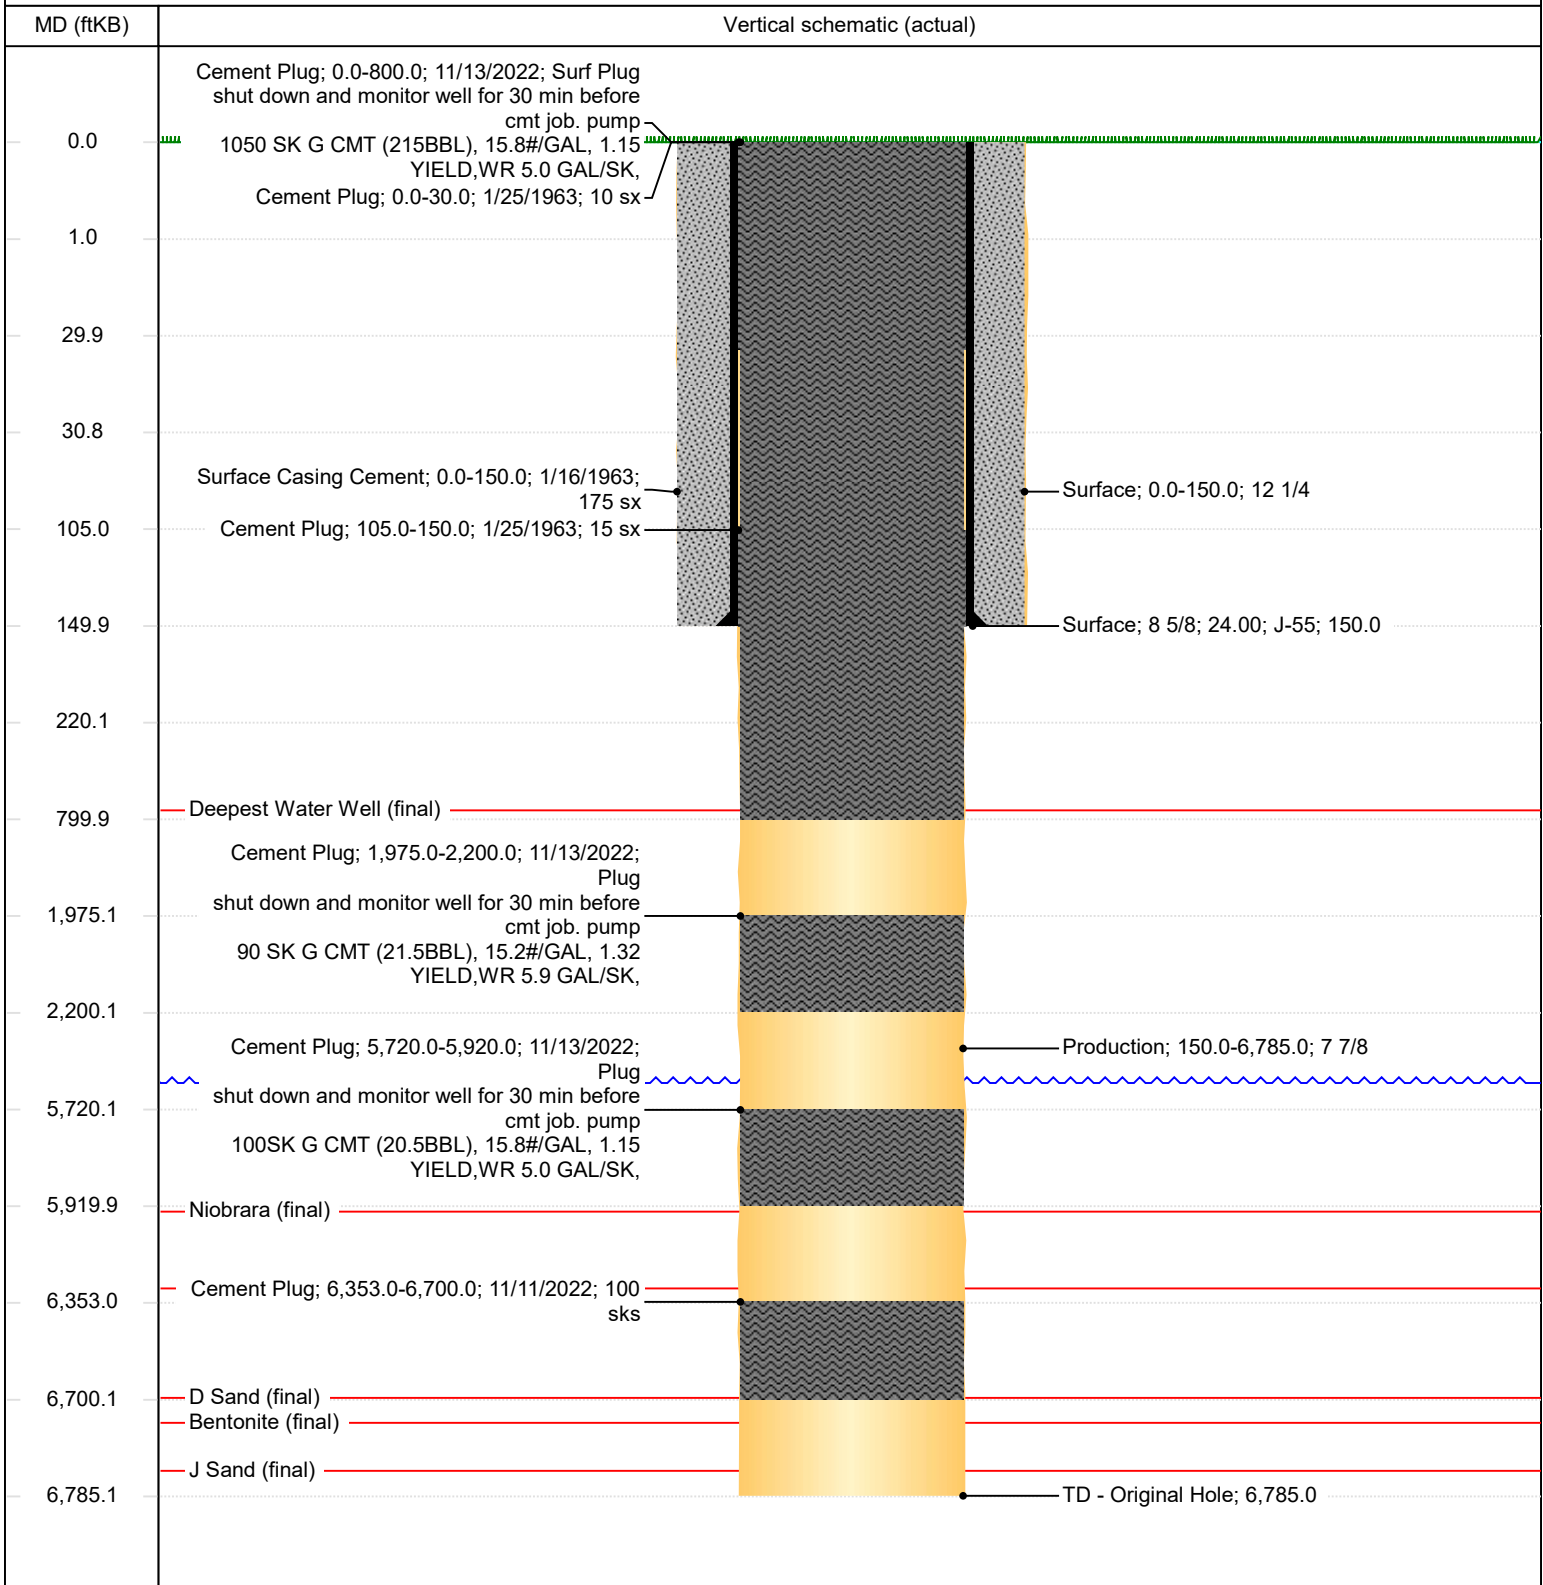 MD (ftKB)
Vertical schematic (actual)
Cement Plug; 0.0-800.0; 11/13/2022; Surf Plug
shut down and monitor well for 30 min before
cmt job. pump
0.0
1050 SK G CMT (215BBL), 15.8#/GAL, 1.15
YIELD,WR 5.0 GAL/SK,
Cement Plug; 0.0-30.0; 1/25/1963; 10 sx
1.0
29.9
30.8
Surface Casing Cement; 0.0-150.0; 1/16/1963;
175 sx
Surface; 0.0-150.0; 12 1/4
105.0
Cement Plug; 105.0-150.0; 1/25/1963; 15 sx
149.9
Surface; 8 5/8; 24.00; J-55; 150.0
220.1
Deepest Water Well (final)
799.9
Cement Plug; 1,975.0-2,200.0; 11/13/2022;
Plug
shut down and monitor well for 30 min before
1,975.1
cmt job. pump
90 SK G CMT (21.5BBL), 15.2#/GAL, 1.32
YIELD,WR 5.9 GAL/SK,
2,200.1
Cement Plug; 5,720.0-5,920.0; 11/13/2022;
Plug
Production; 150.0-6,785.0; 7 7/8
shut down and monitor well for 30 min before
5,720.1
cmt job. pump
100SK G CMT (20.5BBL), 15.8#/GAL, 1.15
YIELD,WR 5.0 GAL/SK,
5,919.9
Niobrara (final)
Cement Plug; 6,353.0-6,700.0; 11/11/2022; 100
sks
6,353.0
D Sand (final)
6,700.1
Bentonite (final)
J Sand (final)
6,785.1
TD - Original Hole; 6,785.0